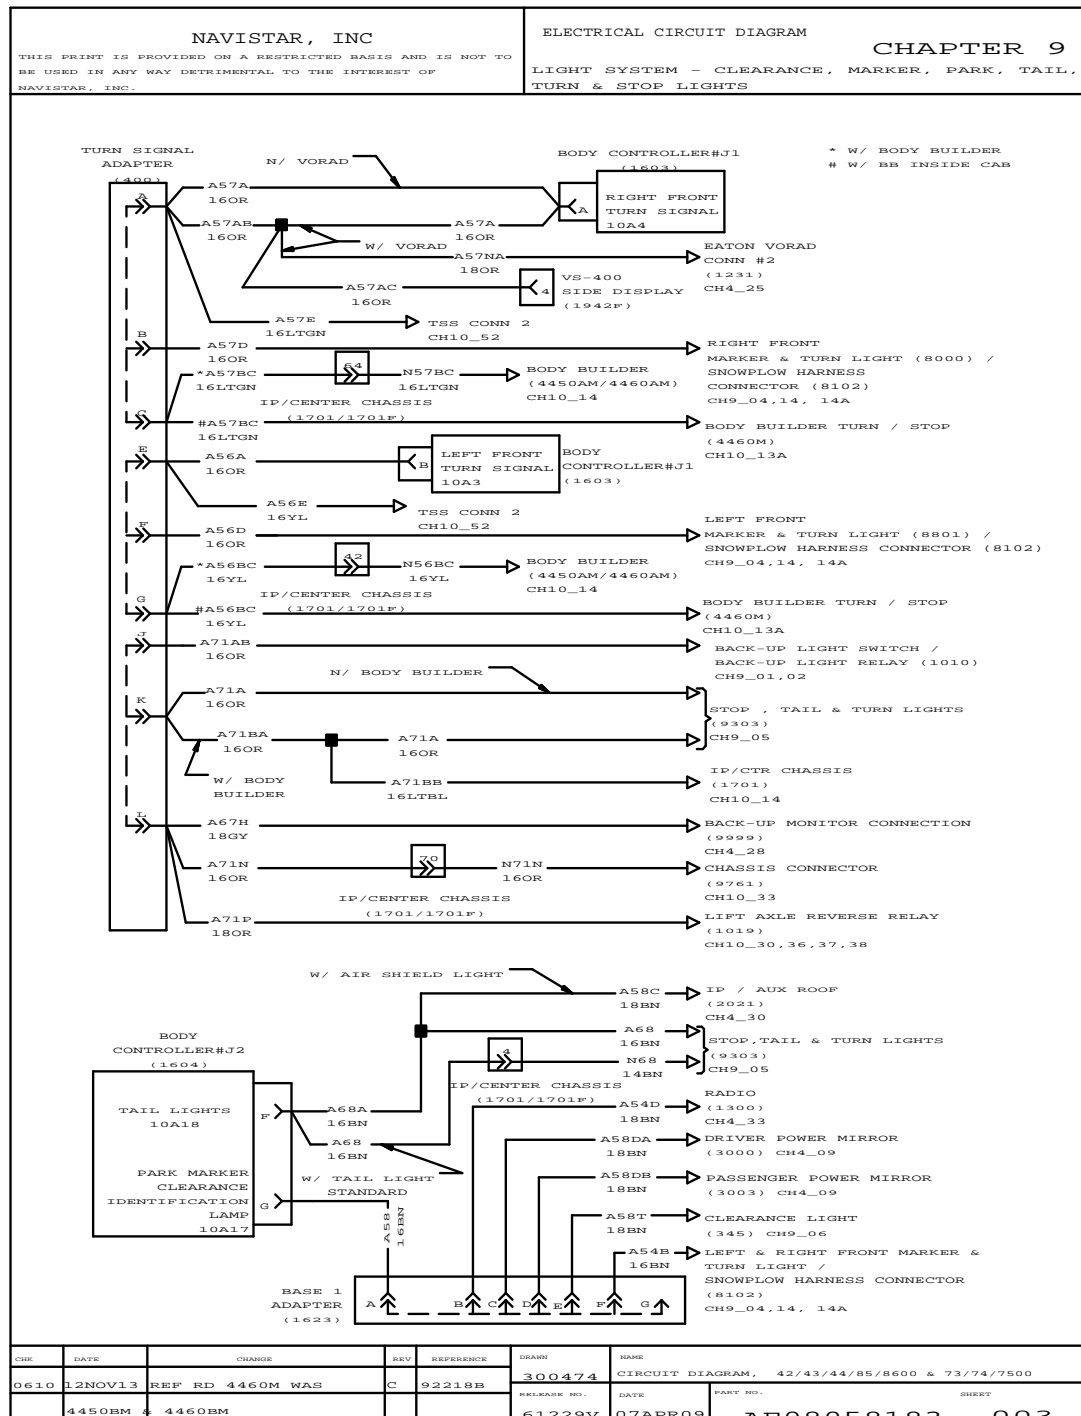 NAVISTAR, INC
THIS PRINT IS PROVIDED ON A RESTRICTED BASIS AND IS NOT TO
BE USED IN ANY WAY DETRIMENTAL TO THE INTEREST OF
NAVISTAR, INC.
ELECTRICAL CIRCUIT DIAGRAM
CHAPTER 9
LIGHT SYSTEM - CLEARANCE, MARKER, PARK, TAIL,
TURN & STOP LIGHTS
* W/ BODY BUILDER
# W/ BB INSIDE CAB
TURN SIGNAL
ADAPTER
(400)
N/ VORAD
BODY CONTROLLER#J1
(1603)
A
A57A
16OR
A
RIGHT FRONT
TURN SIGNAL
10A4
A57AB
16OR
A57A
16OR
W/ VORAD
A57NA
18OR
EATON VORAD
CONN #2
(1231)
CH4_25
A57AC
16OR
4
VS-400
SIDE DISPLAY
(1942F)
A57E
16LTGN
TSS CONN 2
CH10_52
B
A57D
16OR
RIGHT FRONT
MARKER & TURN LIGHT (8000) /
SNOWPLOW HARNESS
CONNECTOR (8102)
CH9_04,14, 14A
*A57BC
16LTGN
64
N57BC
16LTGN
BODY BUILDER
(4450AM/4460AM)
CH10_14
IP/CENTER CHASSIS
(1701/1701F)
C
#A57BC
16LTGN
BODY BUILDER TURN / STOP
(4460M)
CH10_13A
E
A56A
16OR
B
LEFT FRONT
TURN SIGNAL
10A3
BODY
CONTROLLER#J1
(1603)
A56E
16YL
TSS CONN 2
CH10_52
F
A56D
16OR
LEFT FRONT
MARKER & TURN LIGHT (8801) /
SNOWPLOW HARNESS CONNECTOR (8102)
CH9_04,14, 14A
*A56BC
16YL
42
N56BC
16YL
BODY BUILDER
(4450AM/4460AM)
CH10_14
IP/CENTER CHASSIS
(1701/1701F)
G
#A56BC
16YL
BODY BUILDER TURN / STOP
(4460M)
CH10_13A
J
A71AB
16OR
BACK-UP LIGHT SWITCH /
BACK-UP LIGHT RELAY (1010)
CH9_01,02
N/ BODY BUILDER
K
A71A
16OR
STOP , TAIL & TURN LIGHTS
(9303)
CH9_05
A71BA
16OR
A71A
16OR
W/ BODY
BUILDER
A71BB
16LTBL
IP/CTR CHASSIS
(1701)
CH10_14
L
A67H
18GY
BACK-UP MONITOR CONNECTION
(9999)
CH4_28
A71N
16OR
70
N71N
16OR
CHASSIS CONNECTOR
(9761)
CH10_33
IP/CENTER CHASSIS
(1701/1701F)
A71P
18OR
LIFT AXLE REVERSE RELAY
(1019)
CH10_30,36,37,38
W/ AIR SHIELD LIGHT
A58C
18BN
IP / AUX ROOF
(2021)
CH4_30
A68
16BN
STOP,TAIL & TURN LIGHTS
(9303)
CH9_05
4
N68
14BN
IP/CENTER CHASSIS
(1701/1701F)
BODY
CONTROLLER#J2
(1604)
TAIL LIGHTS
10A18
F
A68A
16BN
A68
16BN
W/ TAIL LIGHT
STANDARD
PARK MARKER
CLEARANCE
IDENTIFICATION
LAMP
10A17
G
A58
16BN
A54D
18BN
RADIO
(1300)
CH4_33
A58DA
18BN
DRIVER POWER MIRROR
(3000) CH4_09
A58DB
18BN
PASSENGER POWER MIRROR
(3003) CH4_09
A58T
18BN
CLEARANCE LIGHT
(345) CH9_06
A54B
16BN
LEFT & RIGHT FRONT MARKER &
TURN LIGHT /
SNOWPLOW HARNESS CONNECTOR
(8102)
CH9_04,14, 14A
BASE 1
ADAPTER
(1623)
A B C D E F G
CHK DATE CHANGE REV REFERENCE
0610 12NOV13 REF RD 4460M WAS C 92218B
4450BM & 4460BM
DRAWN
300474
NAME
CIRCUIT DIAGRAM, 42/43/44/85/8600 & 73/74/7500
RELEASE NO.
61229V
DATE
07APR09
PART NO.
SHEET